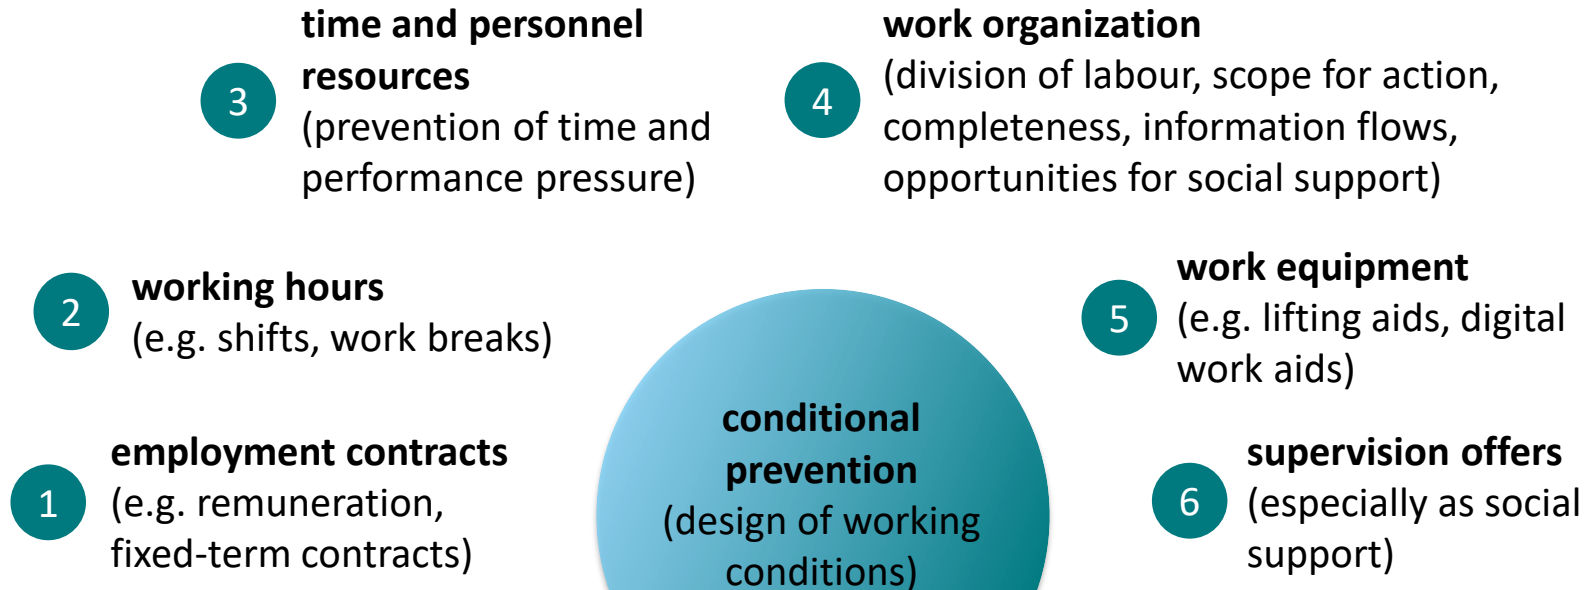 time and personnel
resources
(prevention of time and
performance pressure)
3
work organization
(division of labour, scope for action,
completeness, information flows,
opportunities for social support)
4
2
working hours
(e.g. shifts, work breaks)
5
work equipment
(e.g. lifting aids, digital
work aids)
1
employment contracts
(e.g. remuneration,
fixed-term contracts)
conditional
prevention
(design of working
conditions)
6
supervision offers
(especially as social
support)